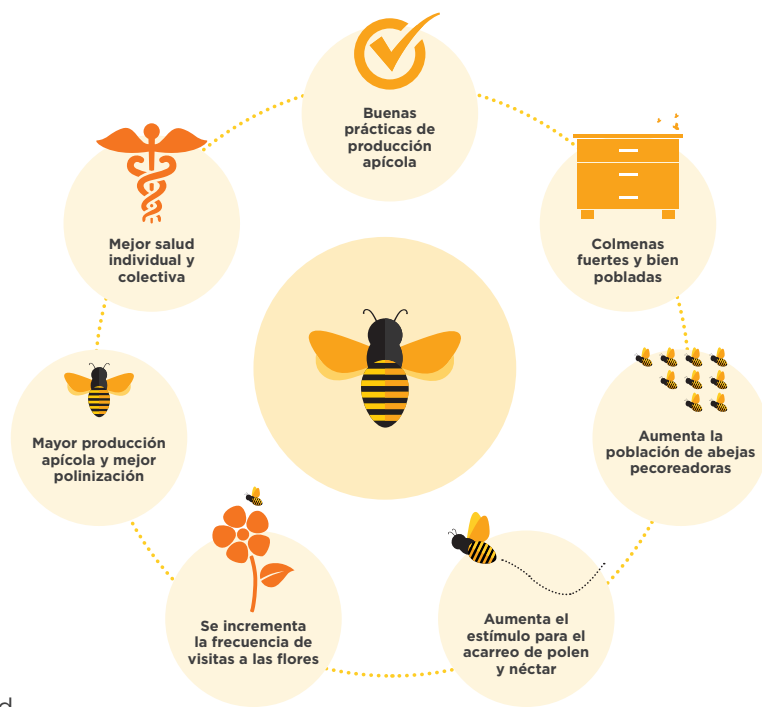 Buenas
prácticas de
producción
apícola
Colmenas
fuertes y bien
pobladas
Aumenta la
población de abejas
pecoreadoras
Aumenta el
estímulo para el
acarreo de polen
y néctar
Se incrementa
la frecuencia de
visitas a las flores
Mayor producción
apícola y mejor
polinización
Mejor salud
individual y
colectiva